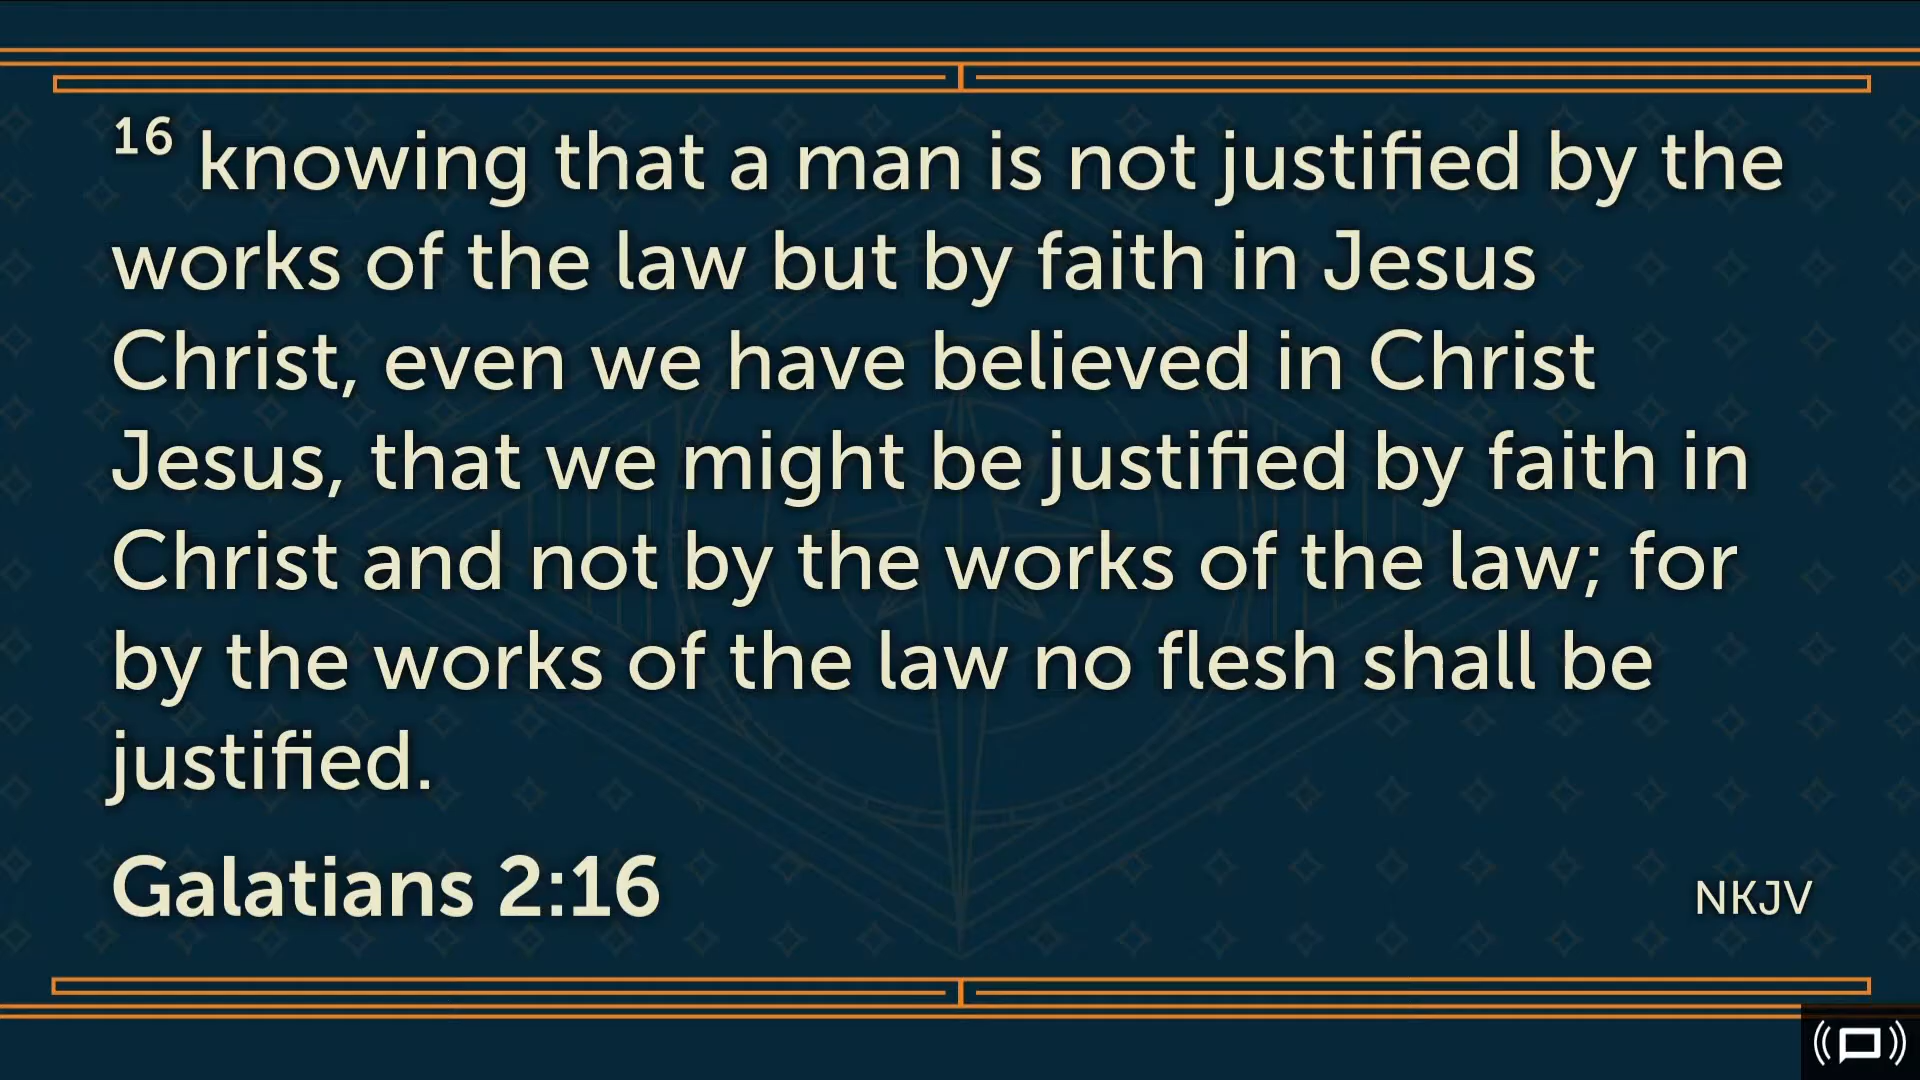 16 knowing that a man is not justified by the
works of the law but by faith in Jesus
Christ, even we have believed in Christ
Jesus, that we might be justified by faith in
Christ and not by the works of the law; for
by the works of the law no flesh shall be
justified.
Galatians 2:16
NKJV